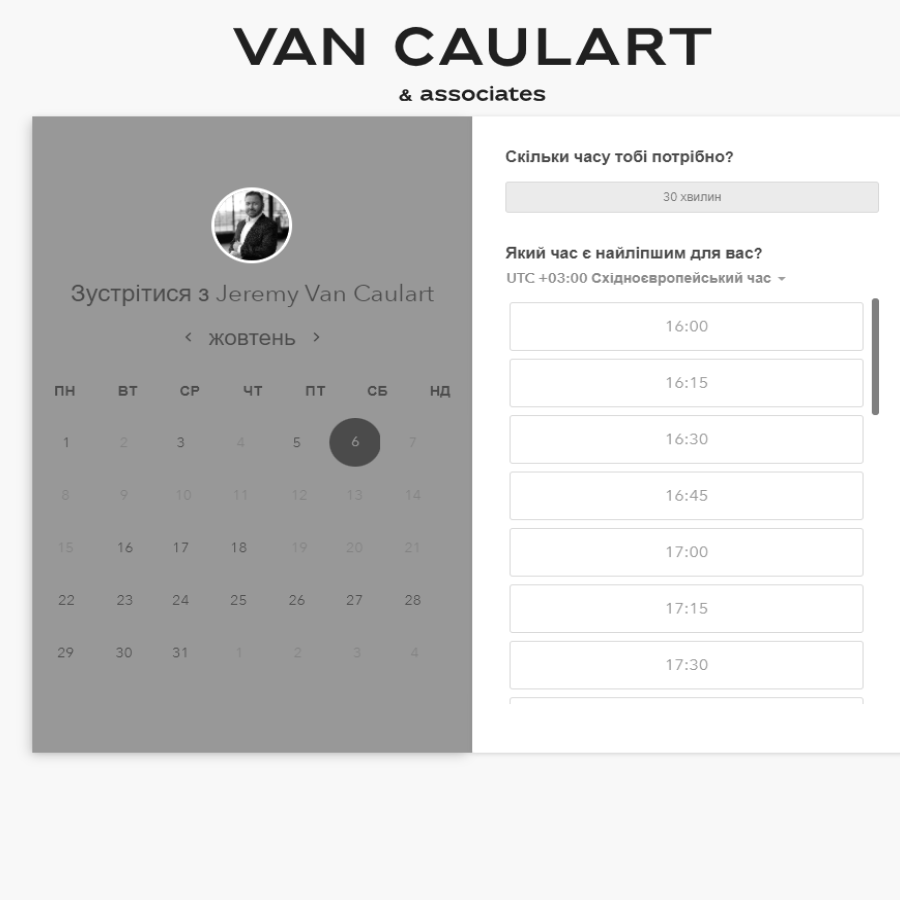 VAN CAULART
& associates
Зустрітися з Jeremy Van Caulart
жовтень
ПН ВТ СР ЧТ ПТ СБ НД
1 2 3 4 5 6 7
8 9 10 11 12 13 14
15 16 17 18 19 20 21
22 23 24 25 26 27 28
29 30 31 1 2 3 4
Скільки часу тобі потрібно?
30 хвилин
Який час є найліпшим для вас?
UTC +03:00 Східноєвропейський час
16:00
16:15
16:30
16:45
17:00
17:15
17:30